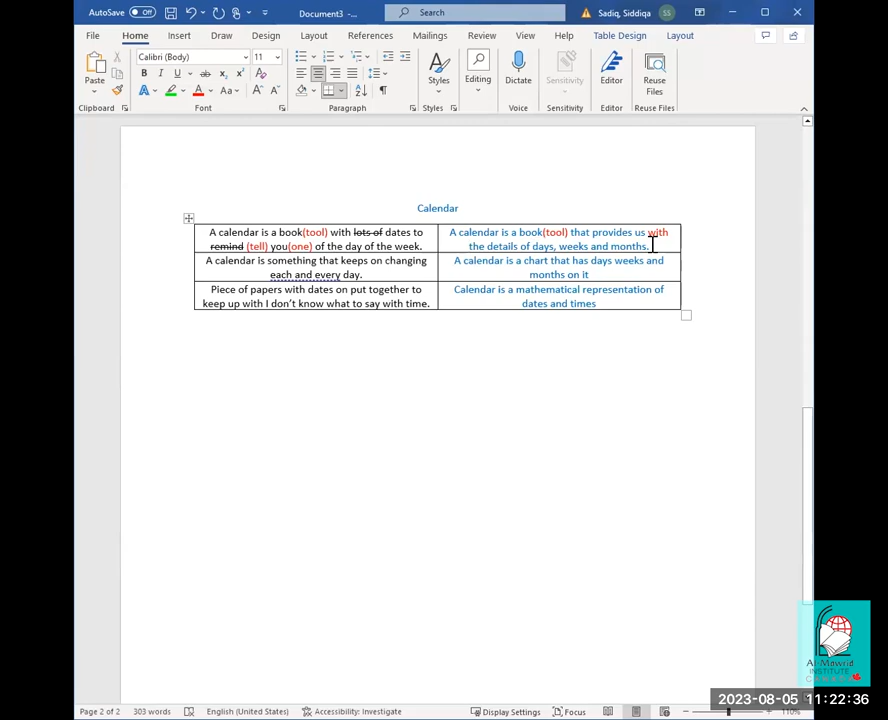 AutoSave Off Document3 -... Search Sadiq, Siddiqa SS
File Home Insert Draw Design Layout References Mailings Review View Help Table Design Layout
Calibri (Body) 11
Paste Styles Editing Dictate Sensitivity Editor Reuse Files
Clipboard Font Paragraph Styles Voice Sensitivity Editor Reuse Files
Calendar
A calendar is a book(tool) with lots of dates to
remind (tell) you(one) of the day of the week.
A calendar is a book(tool) that provides us with
the details of days, weeks and months.
A calendar is something that keeps on changing
each and every day.
A calendar is a chart that has days weeks and
months on it
Piece of papers with dates on put together to
keep up with I don't know what to say with time.
Calendar is a mathematical representation of
dates and times
Al-Mawrid
INSTITUTE
CANADA
2023-08-05 11:22:36
Page 2 of 2 303 words English (United States) Accessibility: Investigate Display Settings Focus 110%